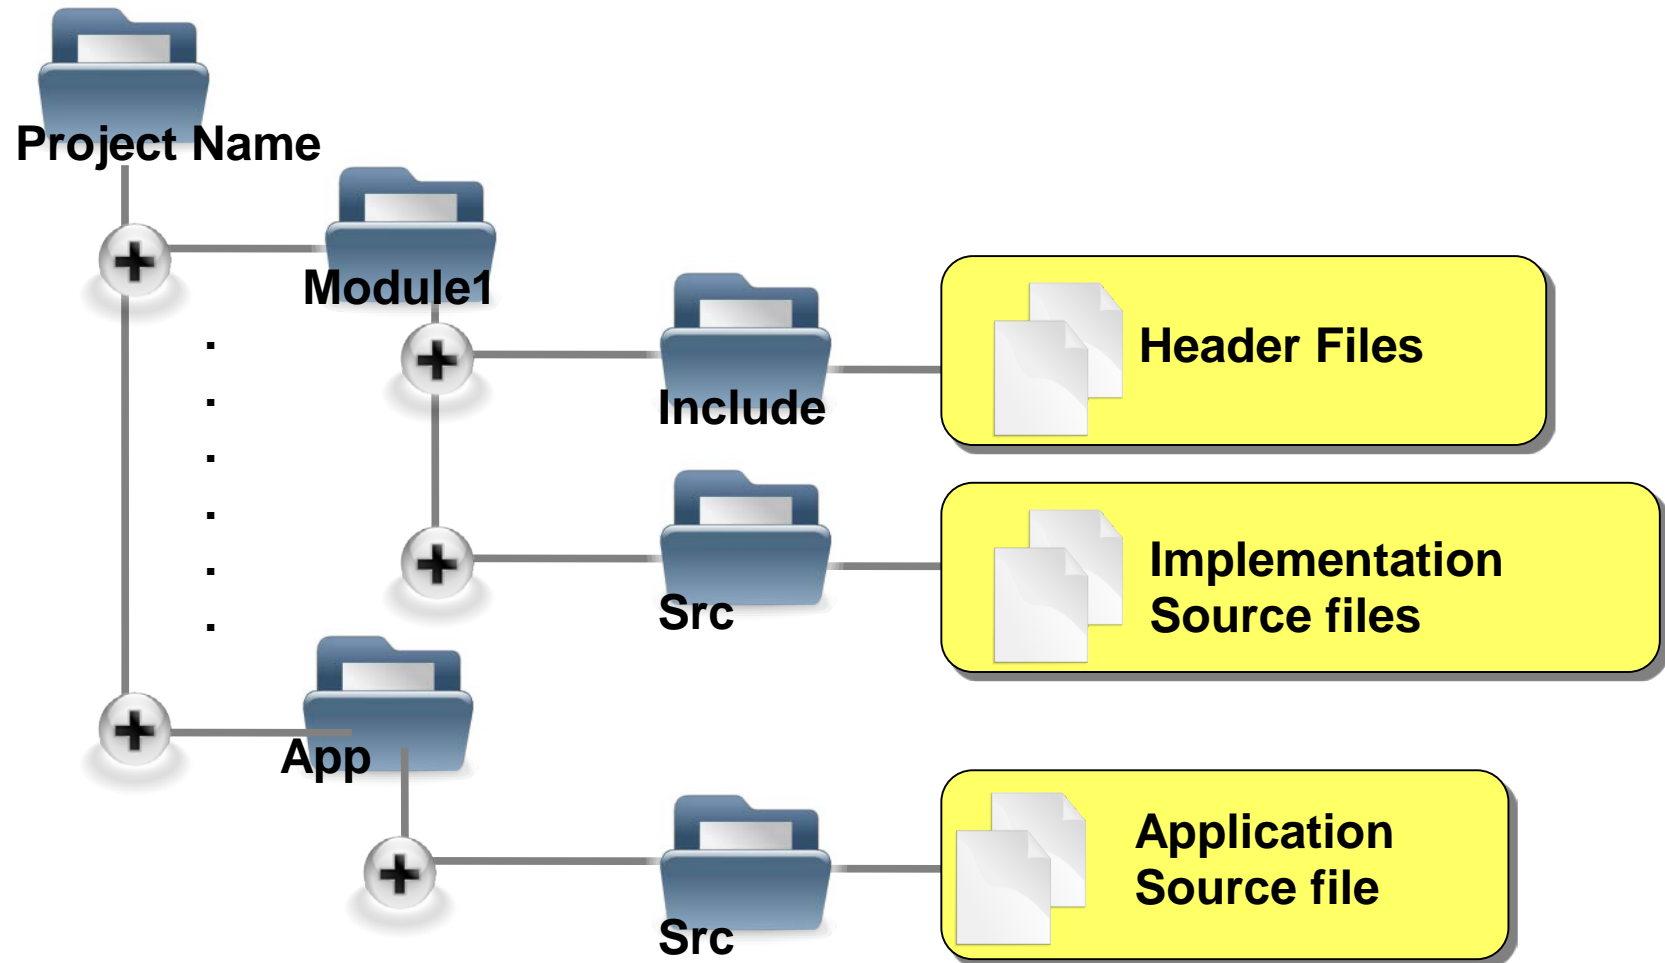 Project Name
Module1
.
.
.
.
.
.
Include
Header Files
Src
Implementation
Source files
App
Src
Application
Source file